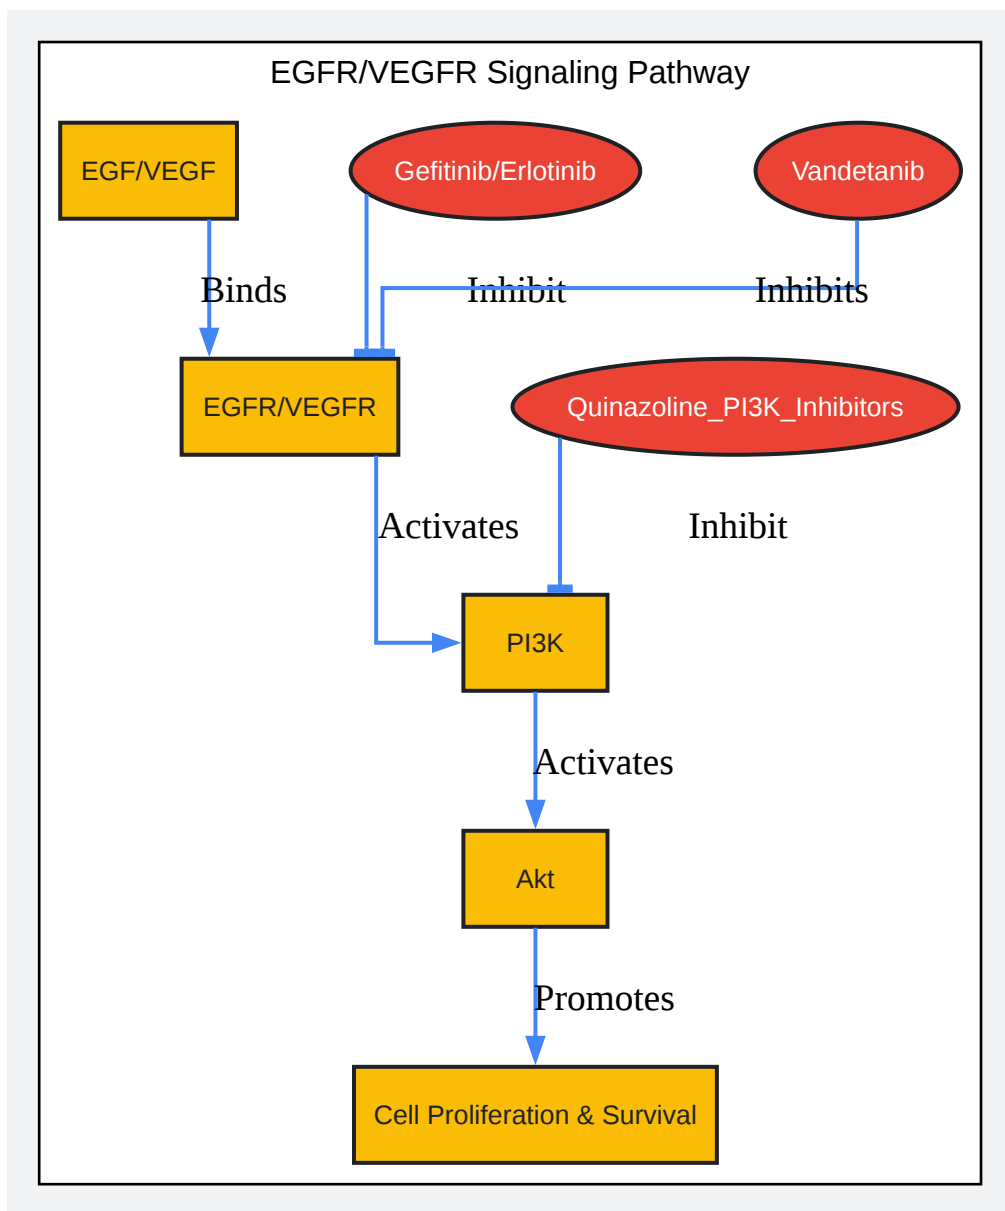 EGFR/VEGFR Signaling Pathway
EGF/VEGF
Gefitinib/Erlotinib
Vandetanib
Binds
Inhibit
Inhibits
EGFR/VEGFR
Quinazoline_PI3K_Inhibitors
Activates
Inhibit
PI3K
Activates
Akt
Promotes
Cell Proliferation & Survival